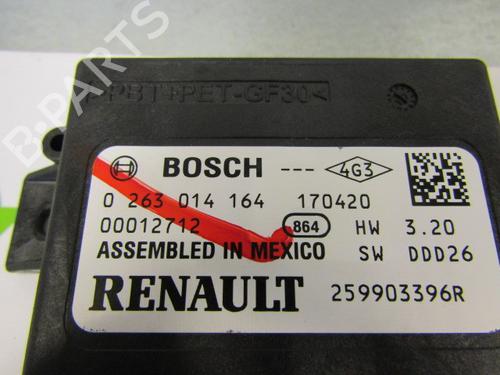 >PBT+PET-GF30<
B-PARTS
BOSCH --- 4G3
0 263 014 164 170420
00012712 864 HW 3.20
ASSEMBLED IN MEXICO SW DDD26
RENAULT 259903396R